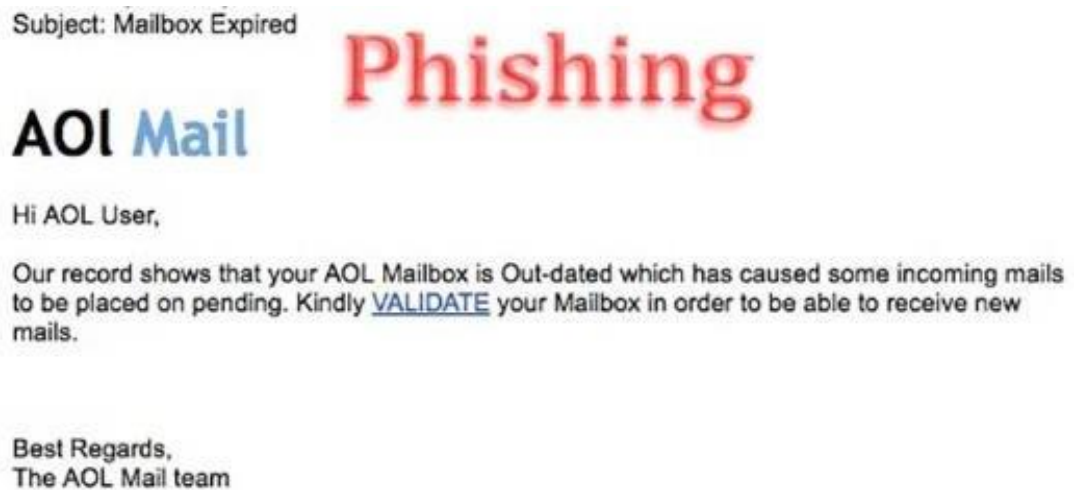 Subject: Mailbox Expired
Phishing
AOl Mail
Hi AOL User,
Our record shows that your AOL Mailbox is Out-dated which has caused some incoming mails
to be placed on pending. Kindly VALIDATE your Mailbox in order to be able to receive new
mails.
Best Regards,
The AOL Mail team